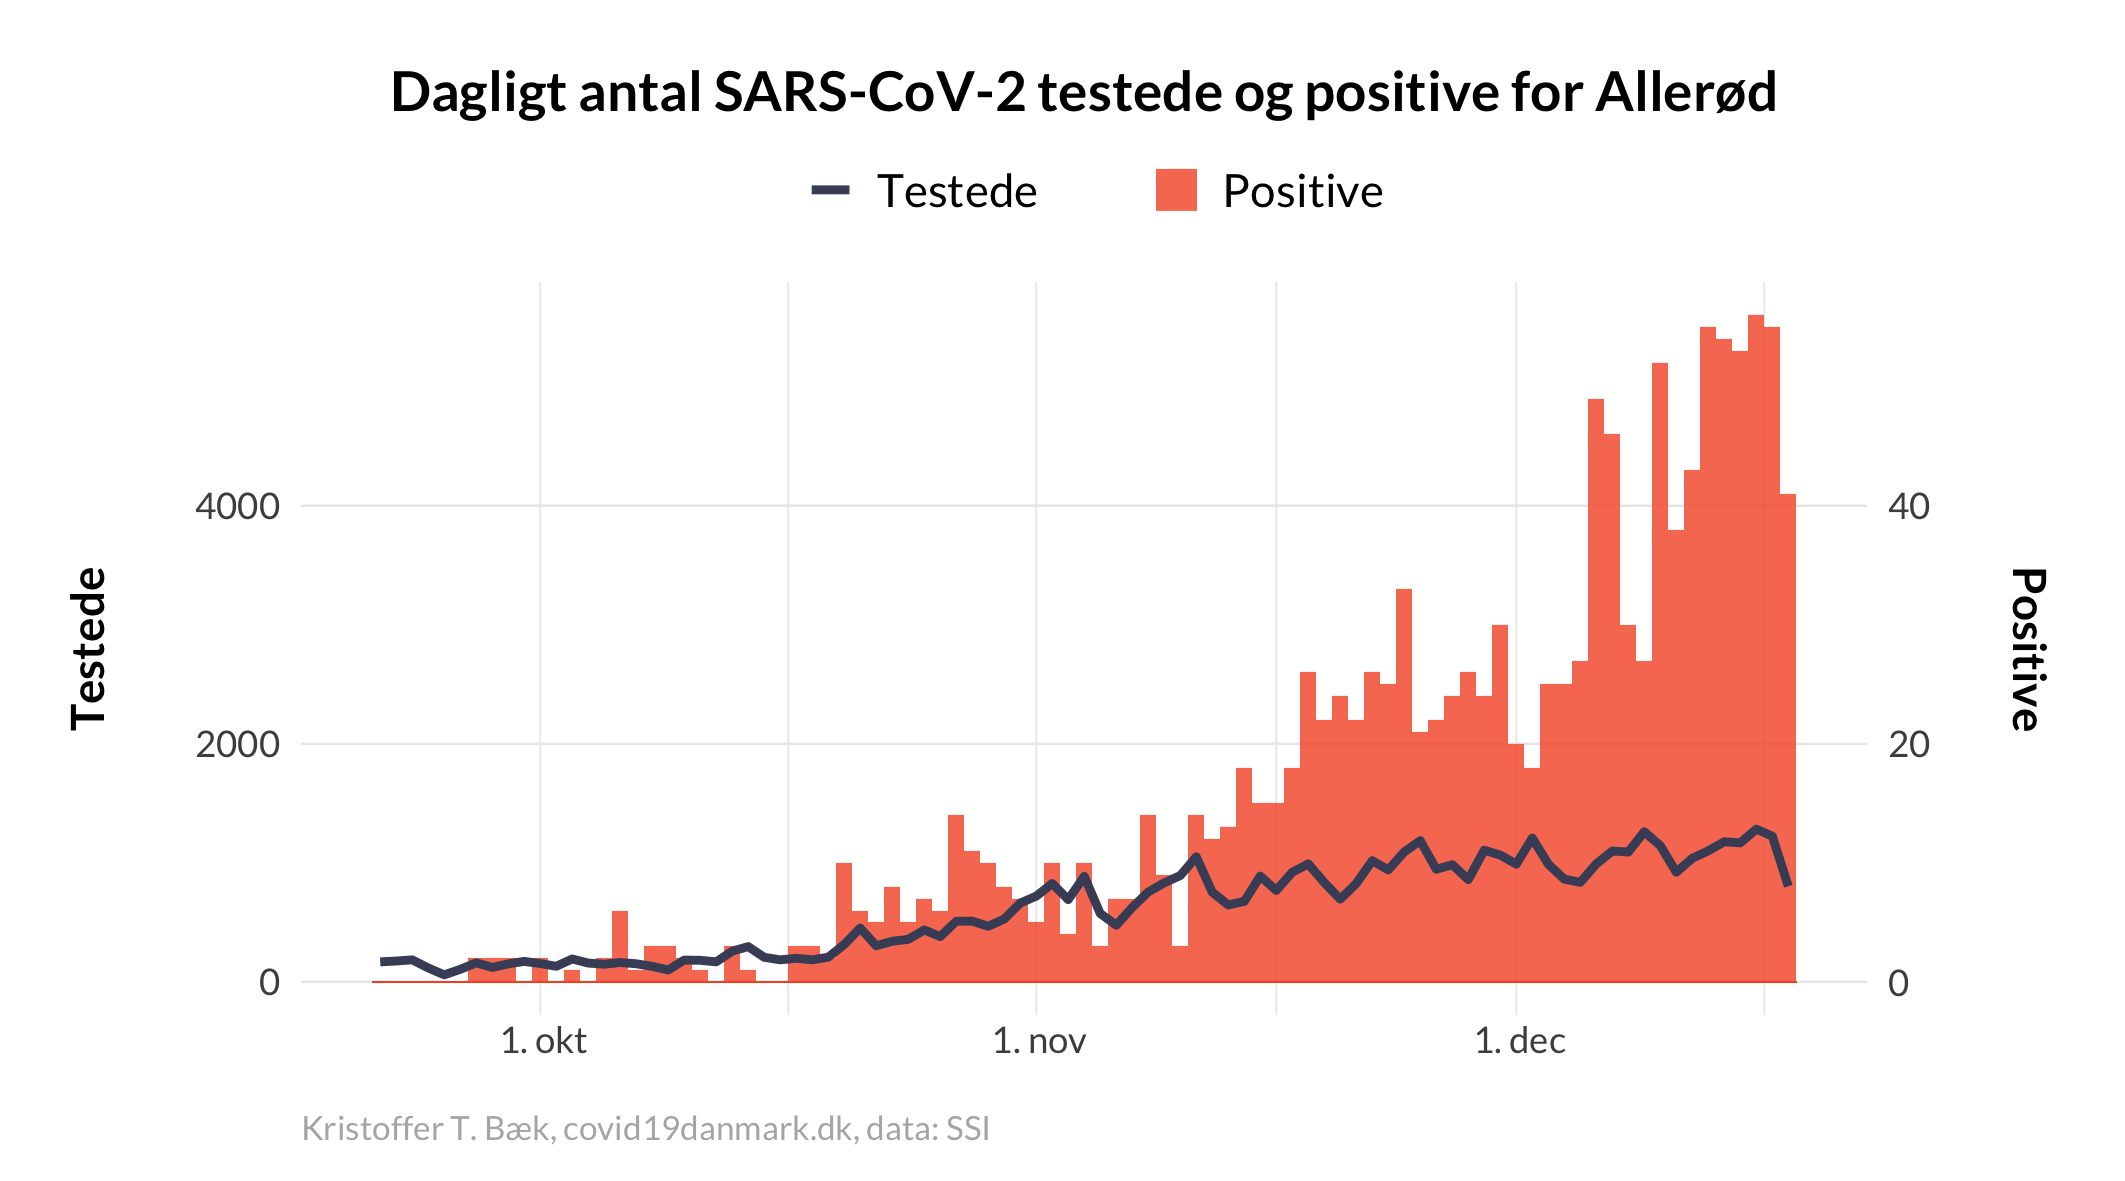 Dagligt antal SARS-CoV-2 testede og positive for Allerød
Testede
Positive
4000
2000
0
Testede
40
20
0
Positive
1. okt
1. nov
1. dec
Kristoffer T. Bæk, covid19danmark.dk, data: SSI